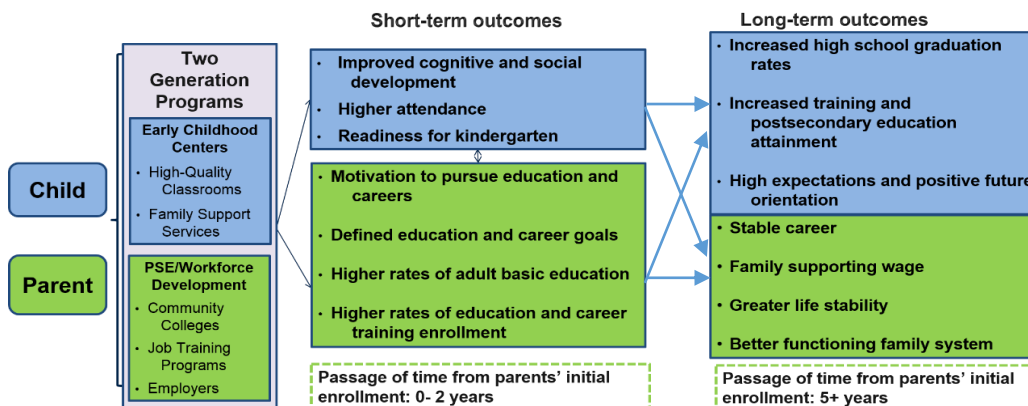 Short-term outcomes
Long-term outcomes
Child
Parent
Two
Generation
Programs
Early Childhood
Centers
• High-Quality
Classrooms
• Family Support
Services
PSE/Workforce
Development
• Community
Colleges
• Job Training
Programs
• Employers
• Improved cognitive and social
development
• Higher attendance
• Readiness for kindergarten
• Motivation to pursue education and
careers
• Defined education and career goals
• Higher rates of adult basic education
• Higher rates of education and career
training enrollment
Passage of time from parents’ initial
enrollment: 0- 2 years
• Increased high school graduation
rates
• Increased training and
postsecondary education
attainment
• High expectations and positive future
orientation
• Stable career
• Family supporting wage
• Greater life stability
• Better functioning family system
Passage of time from parents’ initial
enrollment: 5+ years